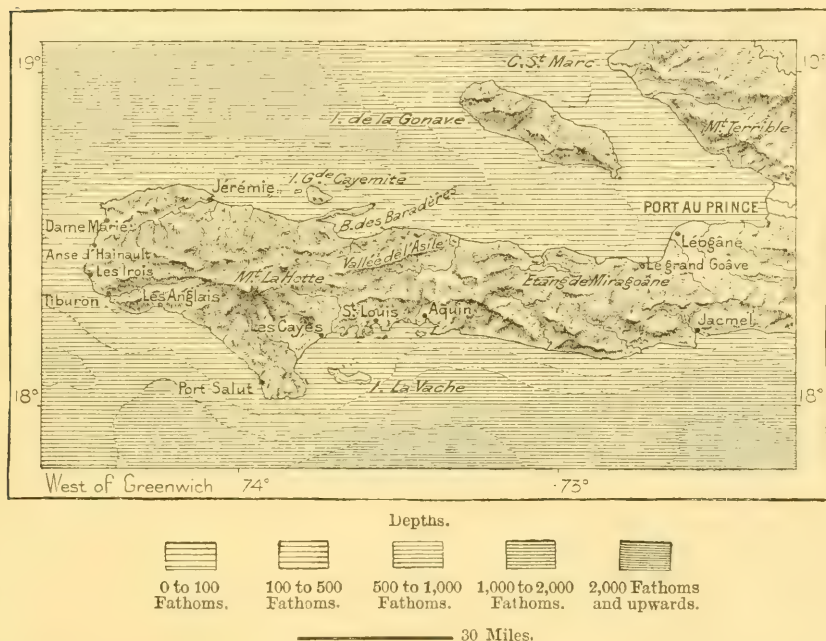 19°
C. St Marc
19°
I. de la Gonave
Mt Terrible
I. Gde Cayemite
Jérémie
B. des Baradères
PORT AU PRINCE
Dame Marie
Léogâne
Anse d'Hainault
Vallée de l'Asile
Le grand Goâve
Les Irois
Mt La Hotte
Etang de Miragoâne
Tiburon
Les Anglais
St Louis
Aquin
Les Cayes
Jacmel
Port Salut
I. La Vache
18°
18°
West of Greenwich 74° 73°
Depths.
0 to 100 100 to 500 500 to 1,000 1,000 to 2,000 2,000 Fathoms
Fathoms. Fathoms. Fathoms. Fathoms. and upwards.
30 Miles.